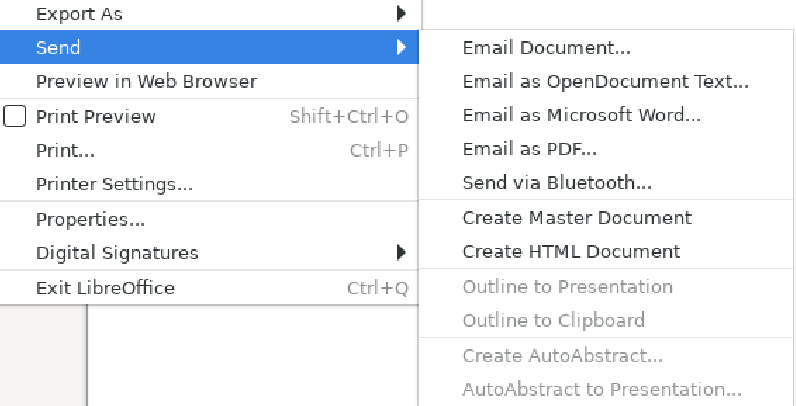 Export As
Send
Preview in Web Browser
Print Preview Shift+Ctrl+O
Print... Ctrl+P
Printer Settings...
Properties...
Digital Signatures
Exit LibreOffice Ctrl+Q
Email Document...
Email as OpenDocument Text...
Email as Microsoft Word...
Email as PDF...
Send via Bluetooth...
Create Master Document
Create HTML Document
Outline to Presentation
Outline to Clipboard
Create AutoAbstract...
AutoAbstract to Presentation...